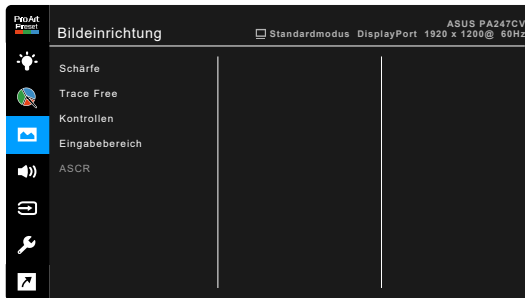 ProArt
Preset
Bildeinrichtung
ASUS PA247CV
Standardmodus DisplayPort 1920 x 1200@ 60Hz
Schärfe
Trace Free
Kontrollen
Eingabebereich
ASCR